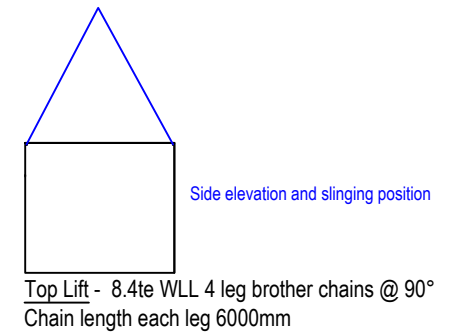 Side elevation and slinging position
Top Lift - 8.4te WLL 4 leg brother chains @ 90°
Chain length each leg 6000mm